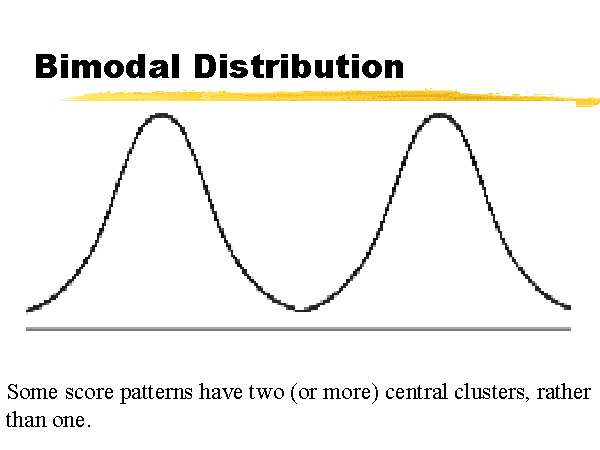 Bimodal Distribution
Some score patterns have two (or more) central clusters, rather
than one.